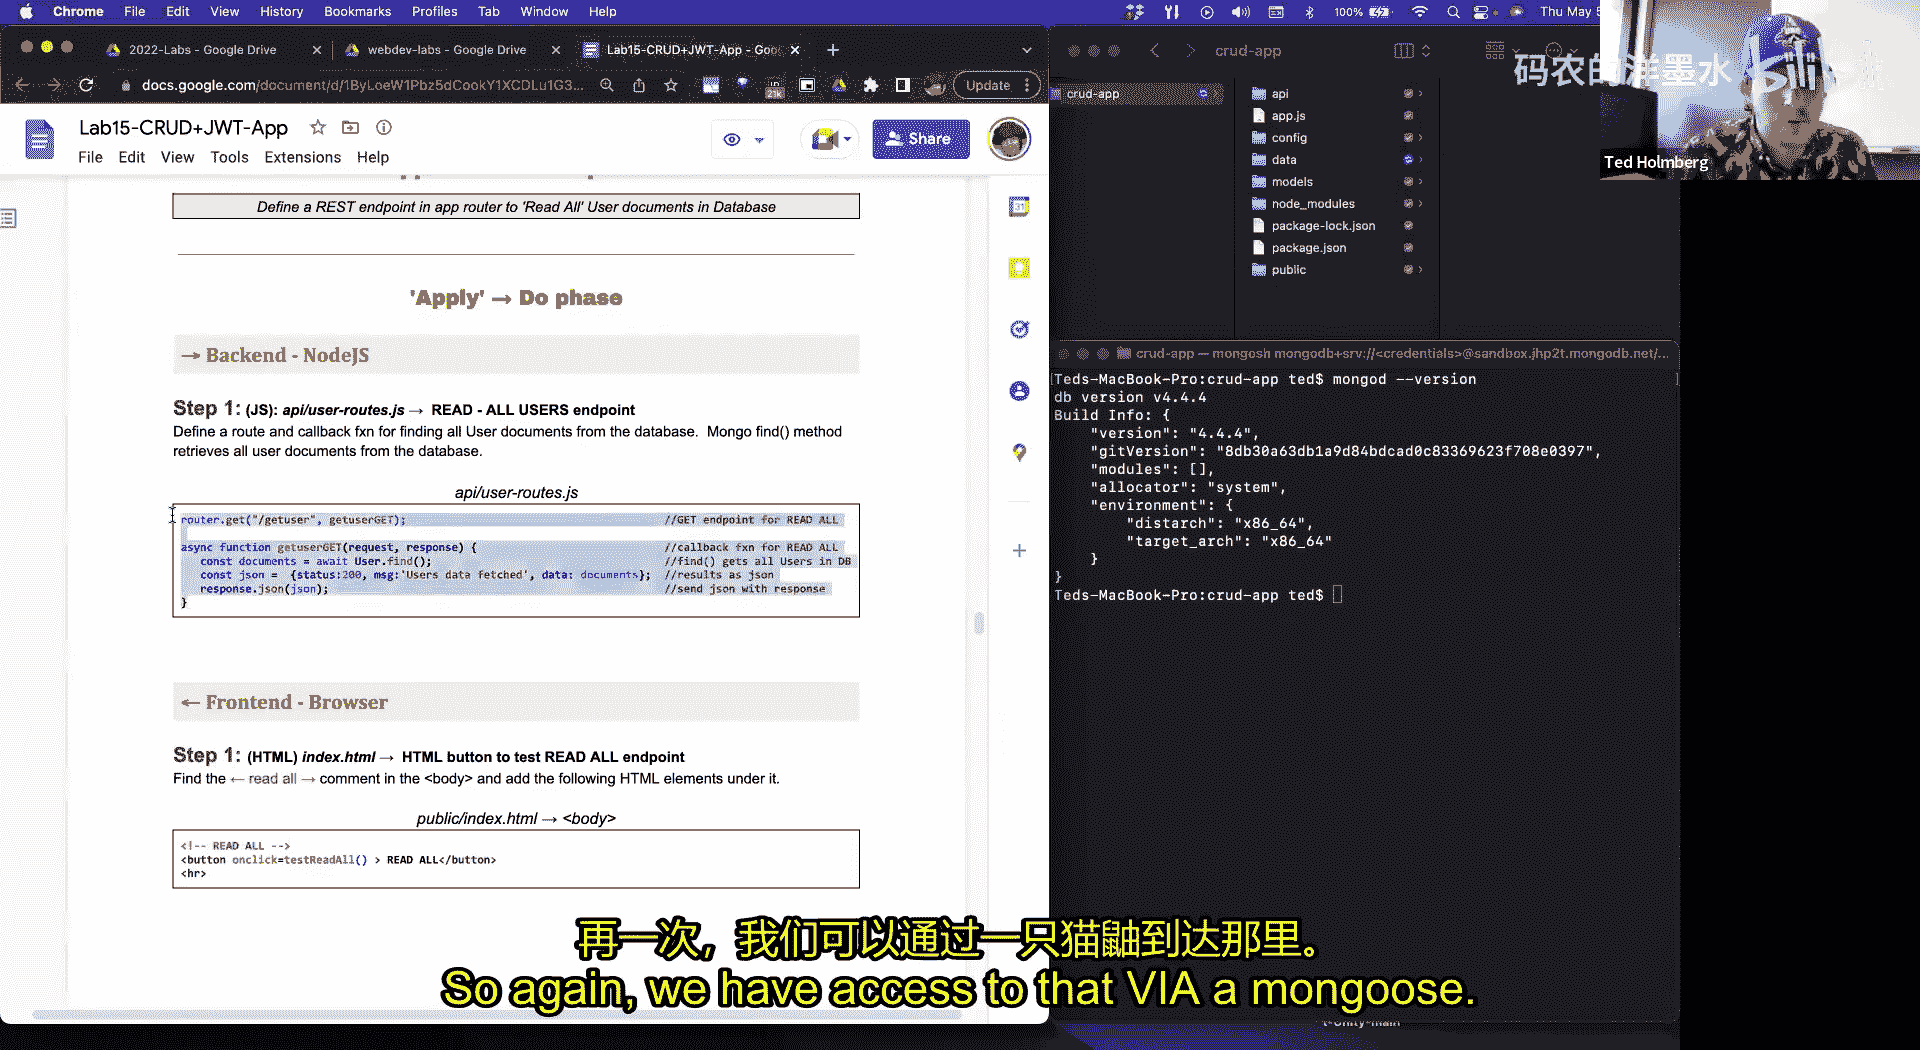 Chrome File Edit View History Bookmarks Profiles Tab Window Help
100%
Thu May 5
2022-Labs - Google Drive
webdev-labs - Google Drive
Lab15-CRUD+JWT-App - Goo
docs.google.com/document/d/1ByLoeW1Pbz5dCookY1XCDLu1G3...
21k
Update
Lab15-CRUD+JWT-App
File Edit View Tools Extensions Help
Share
Define a REST endpoint in app router to 'Read All' User documents in Database
'Apply' → Do phase
→ Backend - NodeJS
Step 1: (JS): api/user-routes.js → READ - ALL USERS endpoint
Define a route and callback fxn for finding all User documents from the database. Mongo find() method
retrieves all user documents from the database.
api/user-routes.js
router.get("/getuser", getuserGET); //GET endpoint for READ ALL
async function getuserGET(request, response) { //callback fxn for READ ALL
const documents = await User.find(); //find() gets all Users in DB
const json = {status:200, msg:'Users data fetched', data: documents}; //results as json
response.json(json); //send json with response
}
← Frontend - Browser
Step 1: (HTML) index.html → HTML button to test READ ALL endpoint
Find the ← read all → comment in the <body> and add the following HTML elements under it.
public/index.html → <body>
<!-- READ ALL -->
<button onclick=testReadAll() > READ ALL</button>
<hr>
crud-app
crud-app
api
app.js
config
data
models
node_modules
package-lock.json
package.json
public
码农的洋墨水
bilibili
Ted Holmberg
crud-app — mongosh mongodb+srv://<credentials>@sandbox.jhp2t.mongodb.net/...
Teds-MacBook-Pro:crud-app ted$ mongod --version
db version v4.4.4
Build Info: {
"version": "4.4.4",
"gitVersion": "8db30a63db1a9d84bdcad0c83369623f708e0397",
"modules": [],
"allocator": "system",
"environment": {
"distarch": "x86_64",
"target_arch": "x86_64"
}
}
Teds-MacBook-Pro:crud-app ted$
再一次，我们可以通过一只猫鼬到达那里。
So again, we have access to that VIA a mongoose.